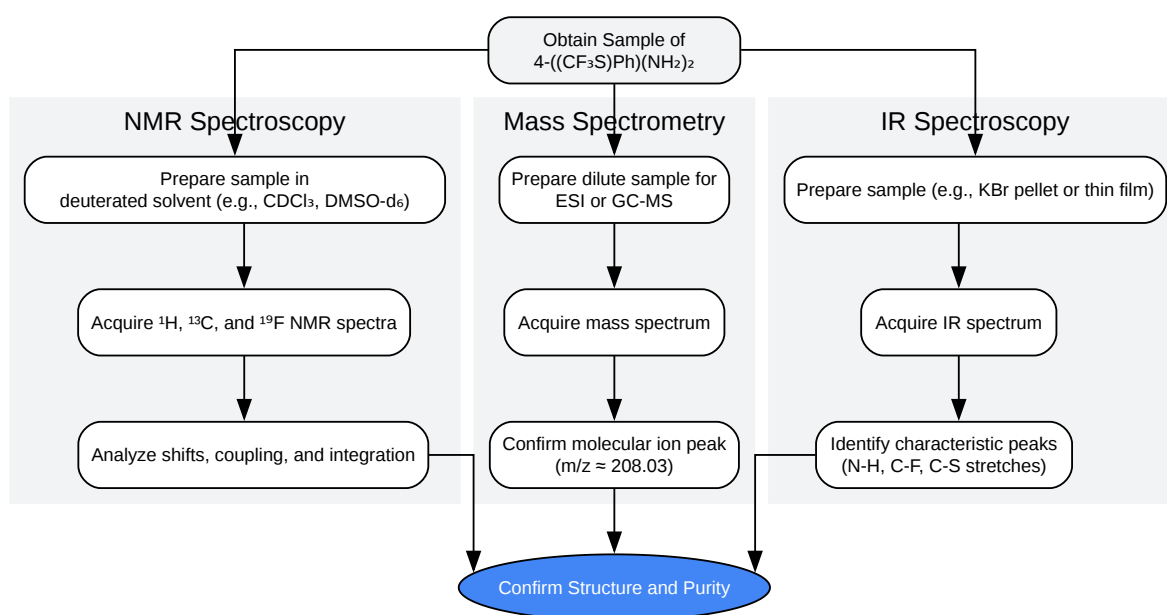 Obtain Sample of
4-((CF₃S)Ph)(NH₂)₂
NMR Spectroscopy
Prepare sample in
deuterated solvent (e.g., CDCl₃, DMSO-d₆)
Acquire ¹H, ¹³C, and ¹⁹F NMR spectra
Analyze shifts, coupling, and integration
Mass Spectrometry
Prepare dilute sample for
ESI or GC-MS
Acquire mass spectrum
Confirm molecular ion peak
(m/z ≈ 208.03)
IR Spectroscopy
Prepare sample (e.g., KBr pellet or thin film)
Acquire IR spectrum
Identify characteristic peaks
(N-H, C-F, C-S stretches)
Confirm Structure and Purity